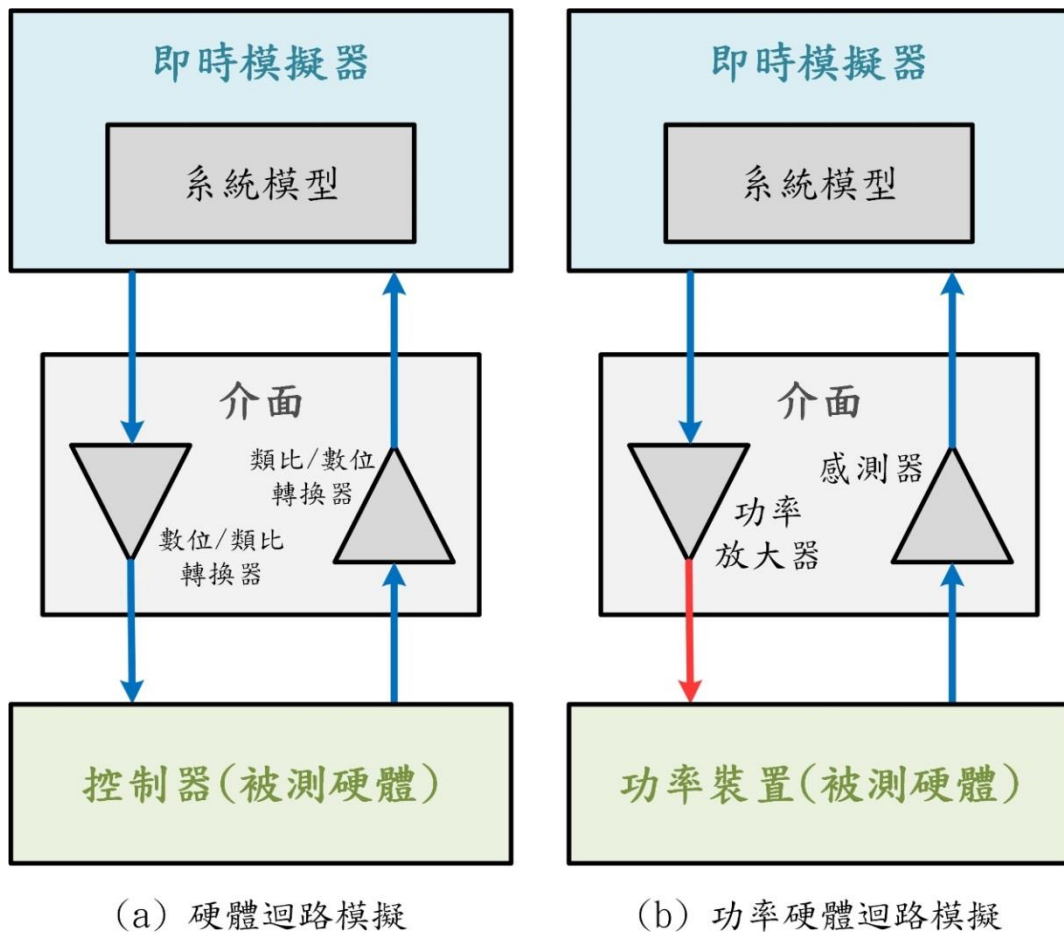 即時模擬器
系統模型
介面
類比/數位
轉換器
數位/類比
轉換器
控制器(被測硬體)
(a) 硬體迴路模擬
即時模擬器
系統模型
介面
感測器
功率
放大器
功率裝置(被測硬體)
(b) 功率硬體迴路模擬